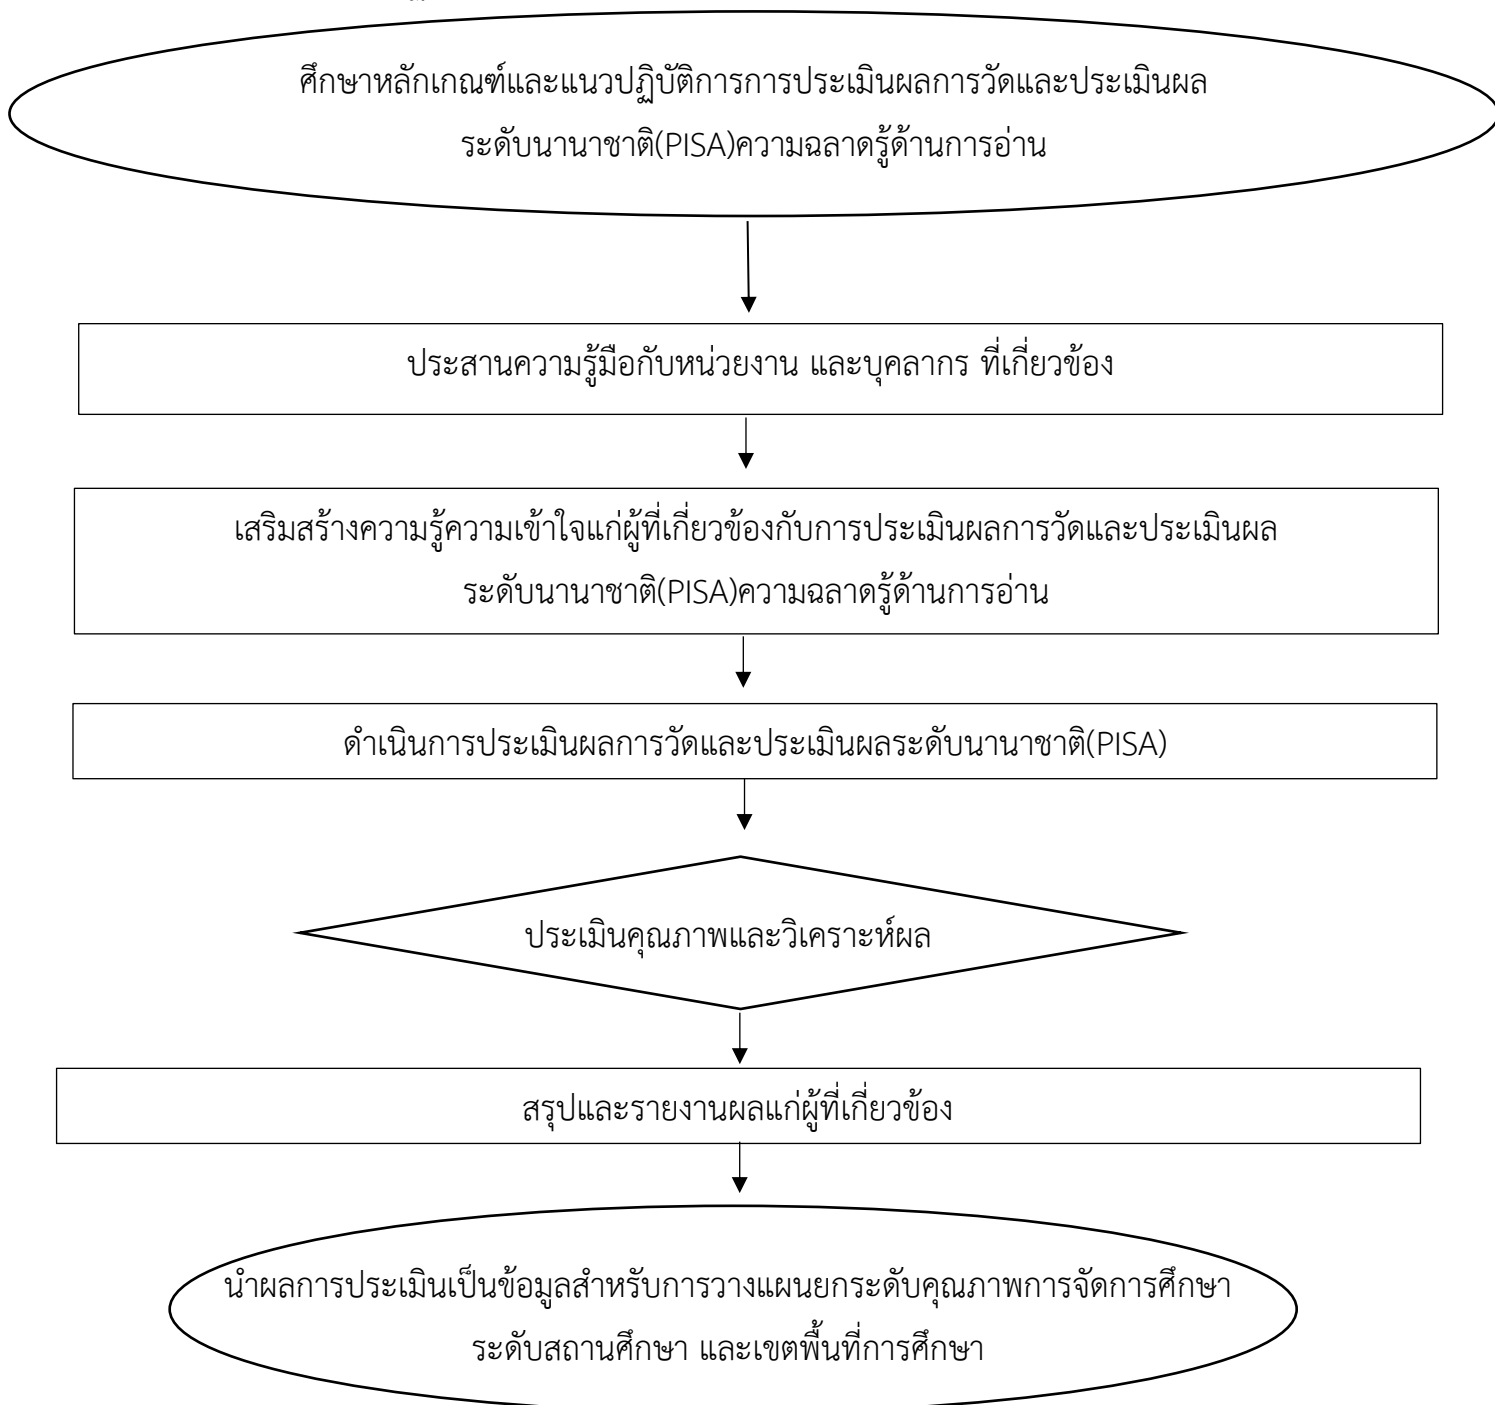 ศึกษาหลักเกณฑ์และแนวปฏิบัติการการประเมินผลการวัดและประเมินผล
ระดับนานาชาติ(PISA)ความฉลาดรู้ด้านการอ่าน
ประสานความรู้มือกับหน่วยงาน และบุคลากร ที่เกี่ยวข้อง
เสริมสร้างความรู้ความเข้าใจแก่ผู้ที่เกี่ยวข้องกับการประเมินผลการวัดและประเมินผล
ระดับนานาชาติ(PISA)ความฉลาดรู้ด้านการอ่าน
ดำเนินการประเมินผลการวัดและประเมินผลระดับนานาชาติ(PISA)
ประเมินคุณภาพและวิเคราะห์ผล
สรุปและรายงานผลแก่ผู้ที่เกี่ยวข้อง
นำผลการประเมินเป็นข้อมูลสำหรับการวางแผนยกระดับคุณภาพการจัดการศึกษา
ระดับสถานศึกษา และเขตพื้นที่การศึกษา